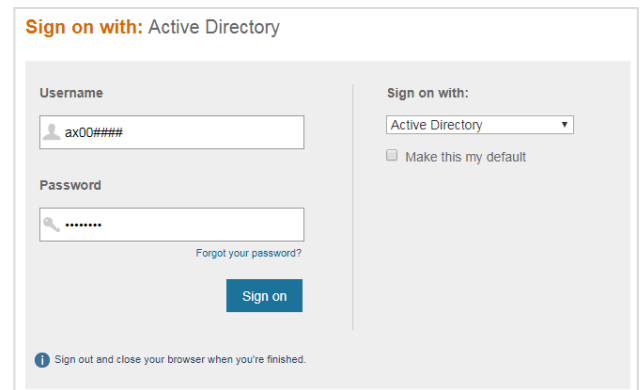 Sign on with: Active Directory
Username
ax00####
Password
••••••••
Forgot your password?
Sign on
Sign on with:
Active Directory
Make this my default
Sign out and close your browser when you're finished.